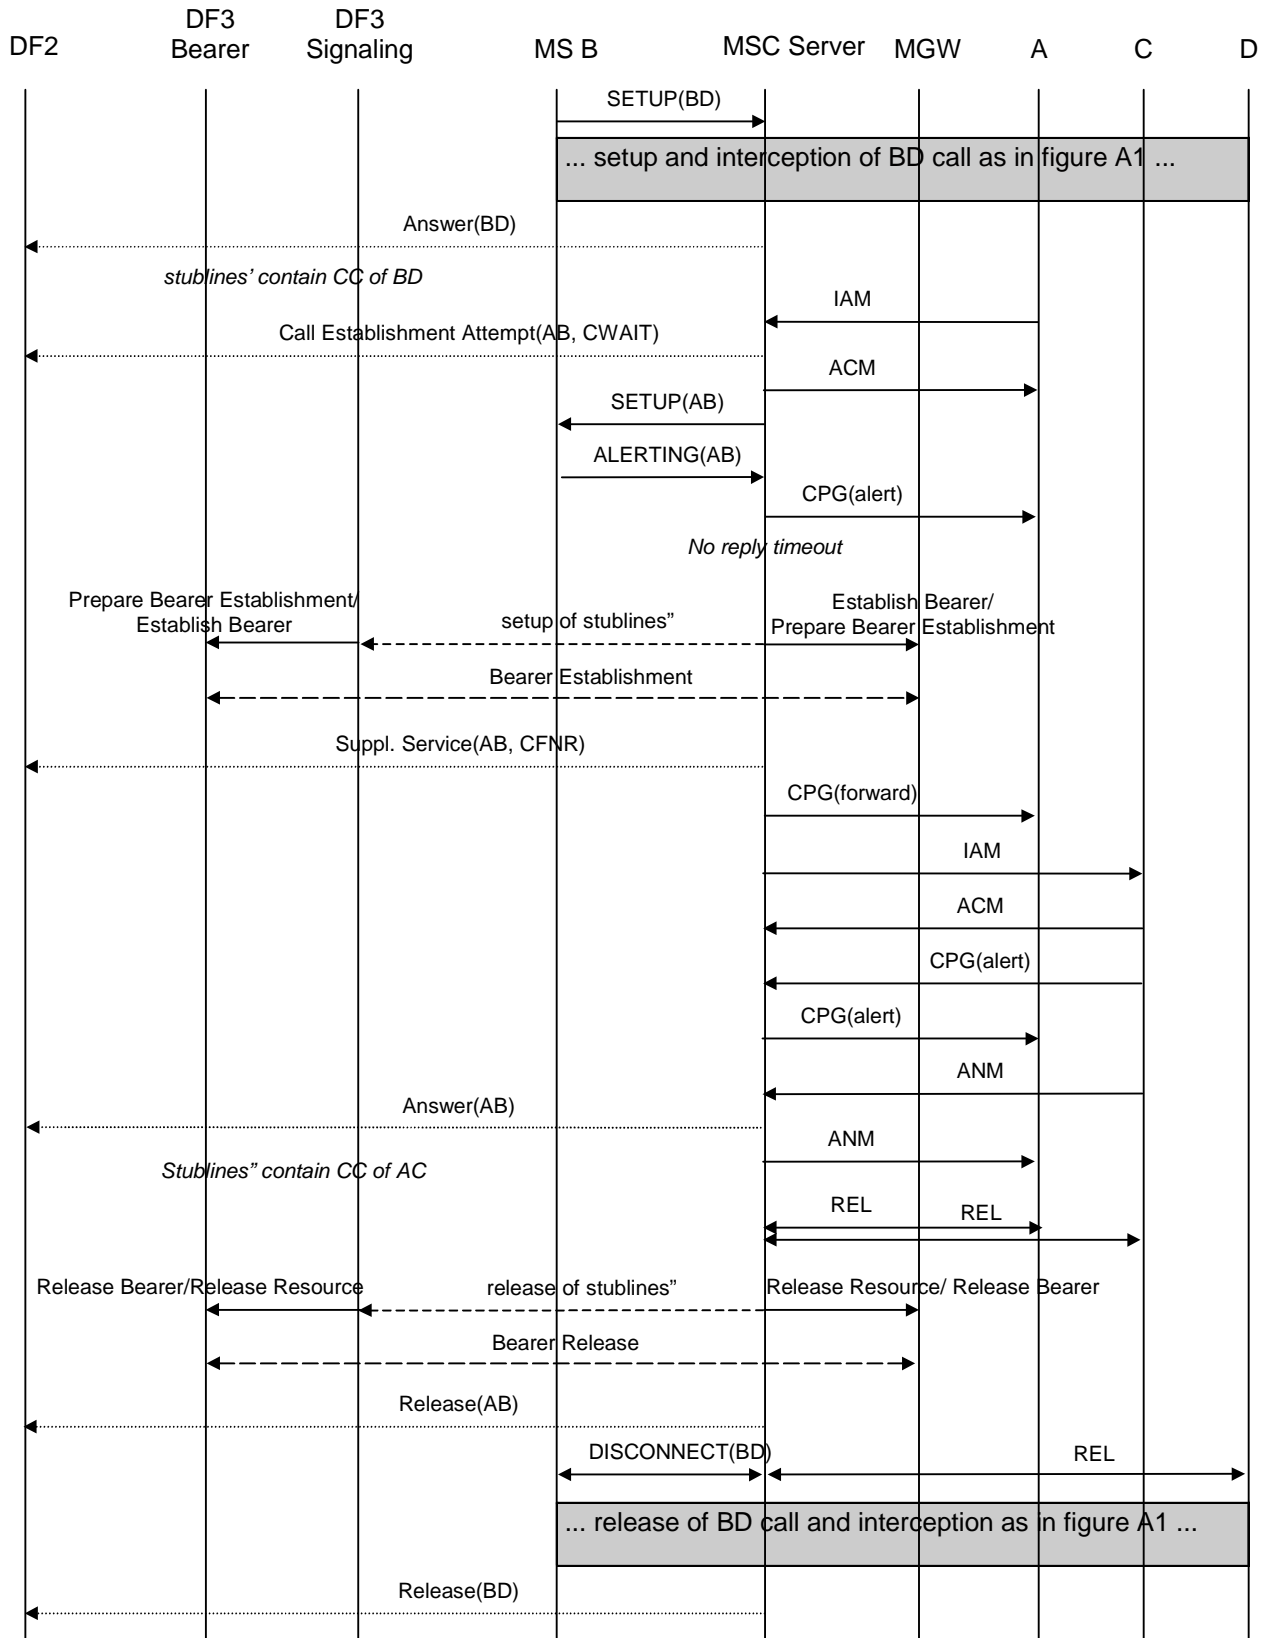 DF2
DF3
Bearer
DF3
Signaling
MS B
MSC Server
MGW
A
C
D
SETUP(BD)
... setup and interception of BD call as in figure A1 ...
Answer(BD)
stublines’ contain CC of BD
IAM
Call Establishment Attempt(AB, CWAIT)
ACM
SETUP(AB)
ALERTING(AB)
CPG(alert)
No reply timeout
Prepare Bearer Establishment/
Establish Bearer
setup of stublines”
Establish Bearer/
Prepare Bearer Establishment
Bearer Establishment
Suppl. Service(AB, CFNR)
CPG(forward)
IAM
ACM
CPG(alert)
CPG(alert)
ANM
Answer(AB)
ANM
Stublines” contain CC of AC
REL
REL
Release Bearer/Release Resource
release of stublines”
Release Resource/ Release Bearer
Bearer Release
Release(AB)
DISCONNECT(BD)
REL
... release of BD call and interception as in figure A1 ...
Release(BD)